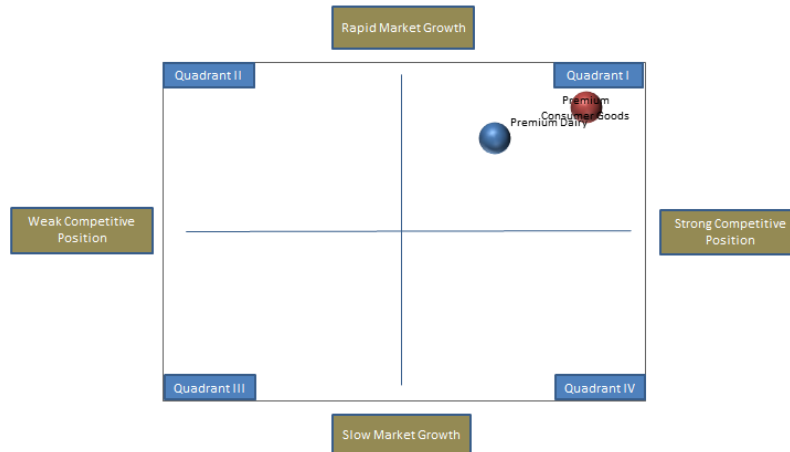 Rapid Market Growth
Quadrant II
Quadrant I
Premium
Consumer Goods
Premium Dairy
Weak Competitive
Position
Strong Competitive
Position
Quadrant III
Quadrant IV
Slow Market Growth